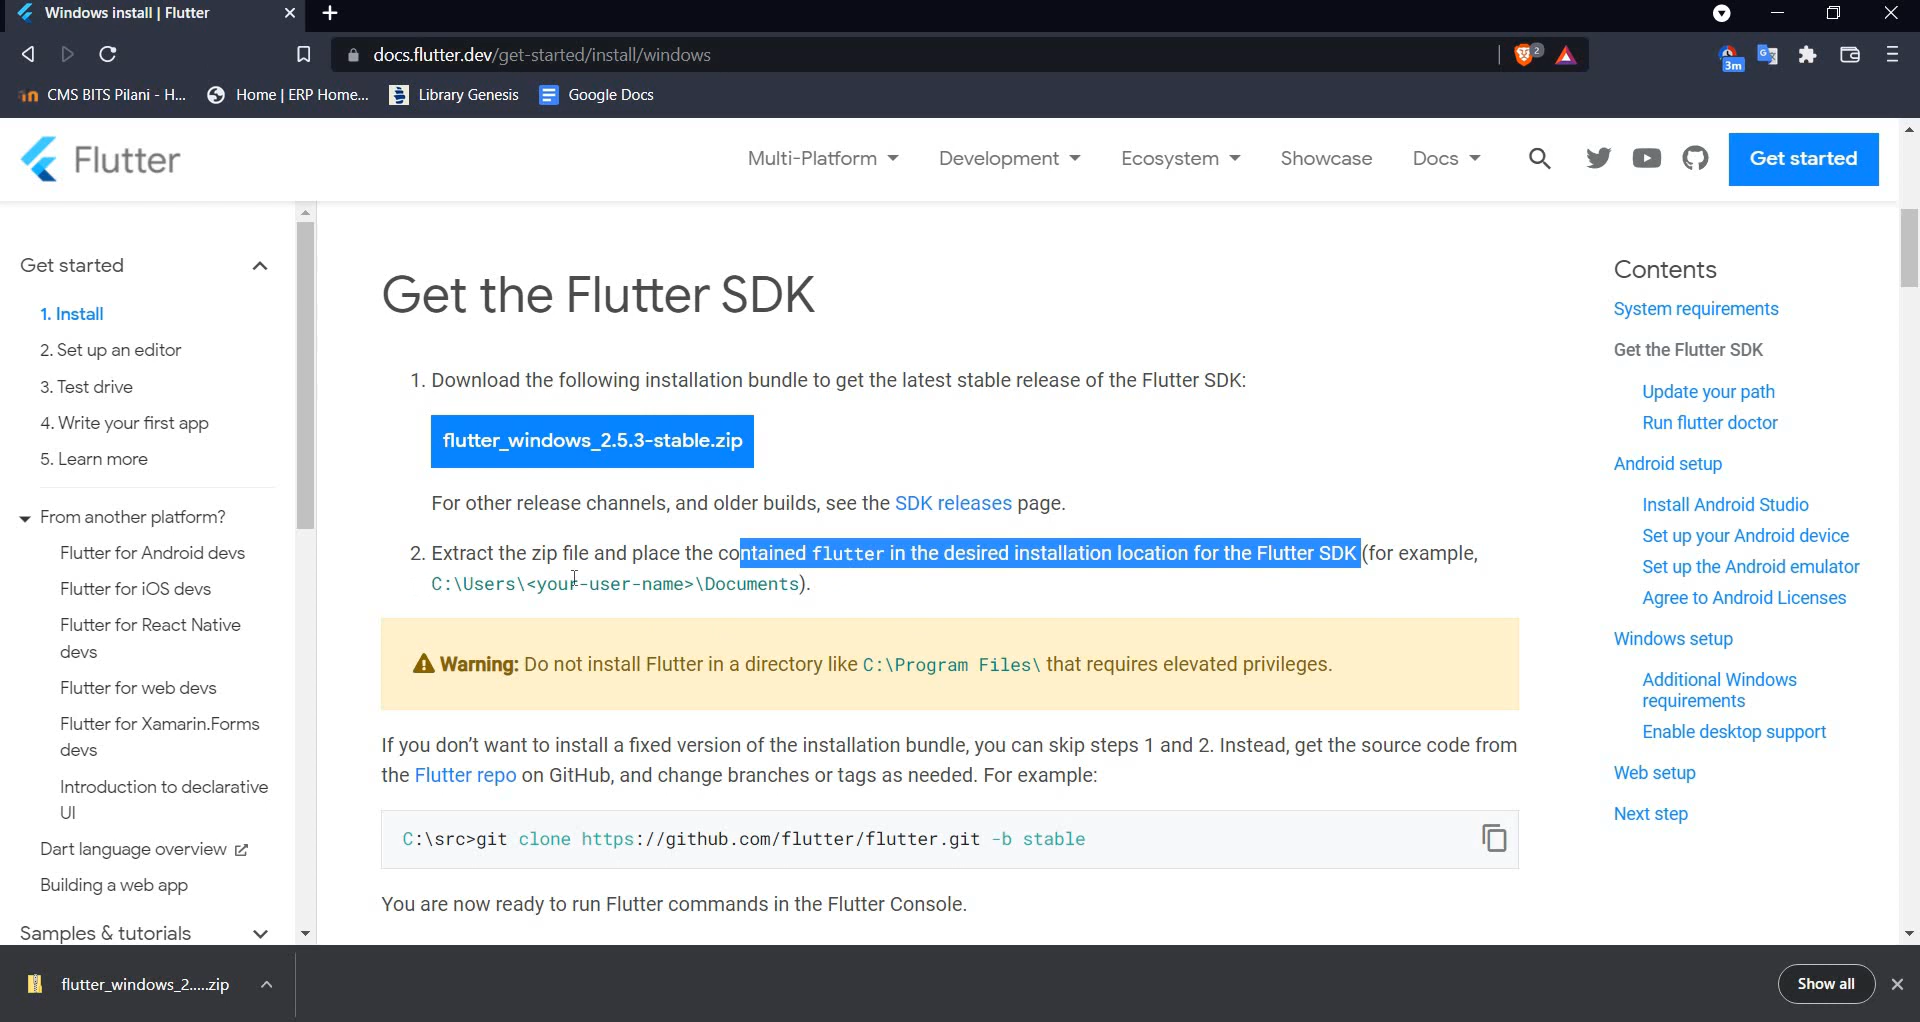 Windows install | Flutter
docs.flutter.dev/get-started/install/windows
2
3m
CMS BITS Pilani - H...
Home | ERP Home...
Library Genesis
Google Docs
Flutter
Multi-Platform
Development
Ecosystem
Showcase
Docs
Get started
Get started
1. Install
2. Set up an editor
3. Test drive
4. Write your first app
5. Learn more
From another platform?
Flutter for Android devs
Flutter for iOS devs
Flutter for React Native
devs
Flutter for web devs
Flutter for Xamarin.Forms
devs
Introduction to declarative
UI
Dart language overview
Building a web app
Samples & tutorials
Get the Flutter SDK
1. Download the following installation bundle to get the latest stable release of the Flutter SDK:
flutter_windows_2.5.3-stable.zip
For other release channels, and older builds, see the SDK releases page.
2. Extract the zip file and place the contained flutter in the desired installation location for the Flutter SDK (for example,
C:\Users\<your-user-name>\Documents).
Warning: Do not install Flutter in a directory like C:\Program Files\ that requires elevated privileges.
If you don't want to install a fixed version of the installation bundle, you can skip steps 1 and 2. Instead, get the source code from
the Flutter repo on GitHub, and change branches or tags as needed. For example:
C:\src>git clone https://github.com/flutter/flutter.git -b stable
You are now ready to run Flutter commands in the Flutter Console.
Contents
System requirements
Get the Flutter SDK
Update your path
Run flutter doctor
Android setup
Install Android Studio
Set up your Android device
Set up the Android emulator
Agree to Android Licenses
Windows setup
Additional Windows
requirements
Enable desktop support
Web setup
Next step
flutter_windows_2.....zip
Show all